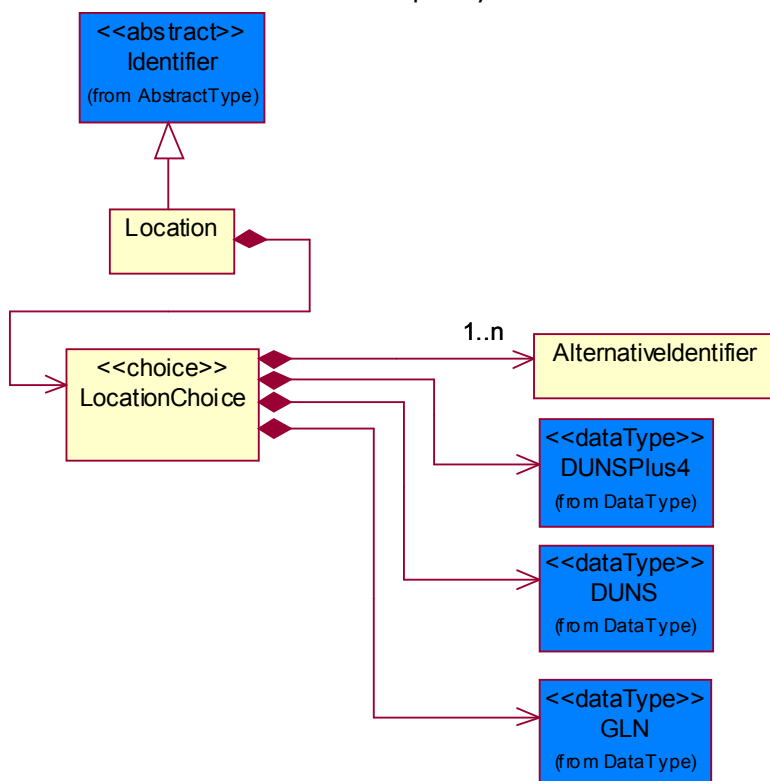 <<abstract>>
Identifier
(from AbstractType)
Location
<<choice>>
LocationChoice
1..n
AlternativeIdentifier
<<dataType>>
DUNSPlus4
(from DataType)
<<dataType>>
DUNS
(from DataType)
<<dataType>>
GLN
(from DataType)